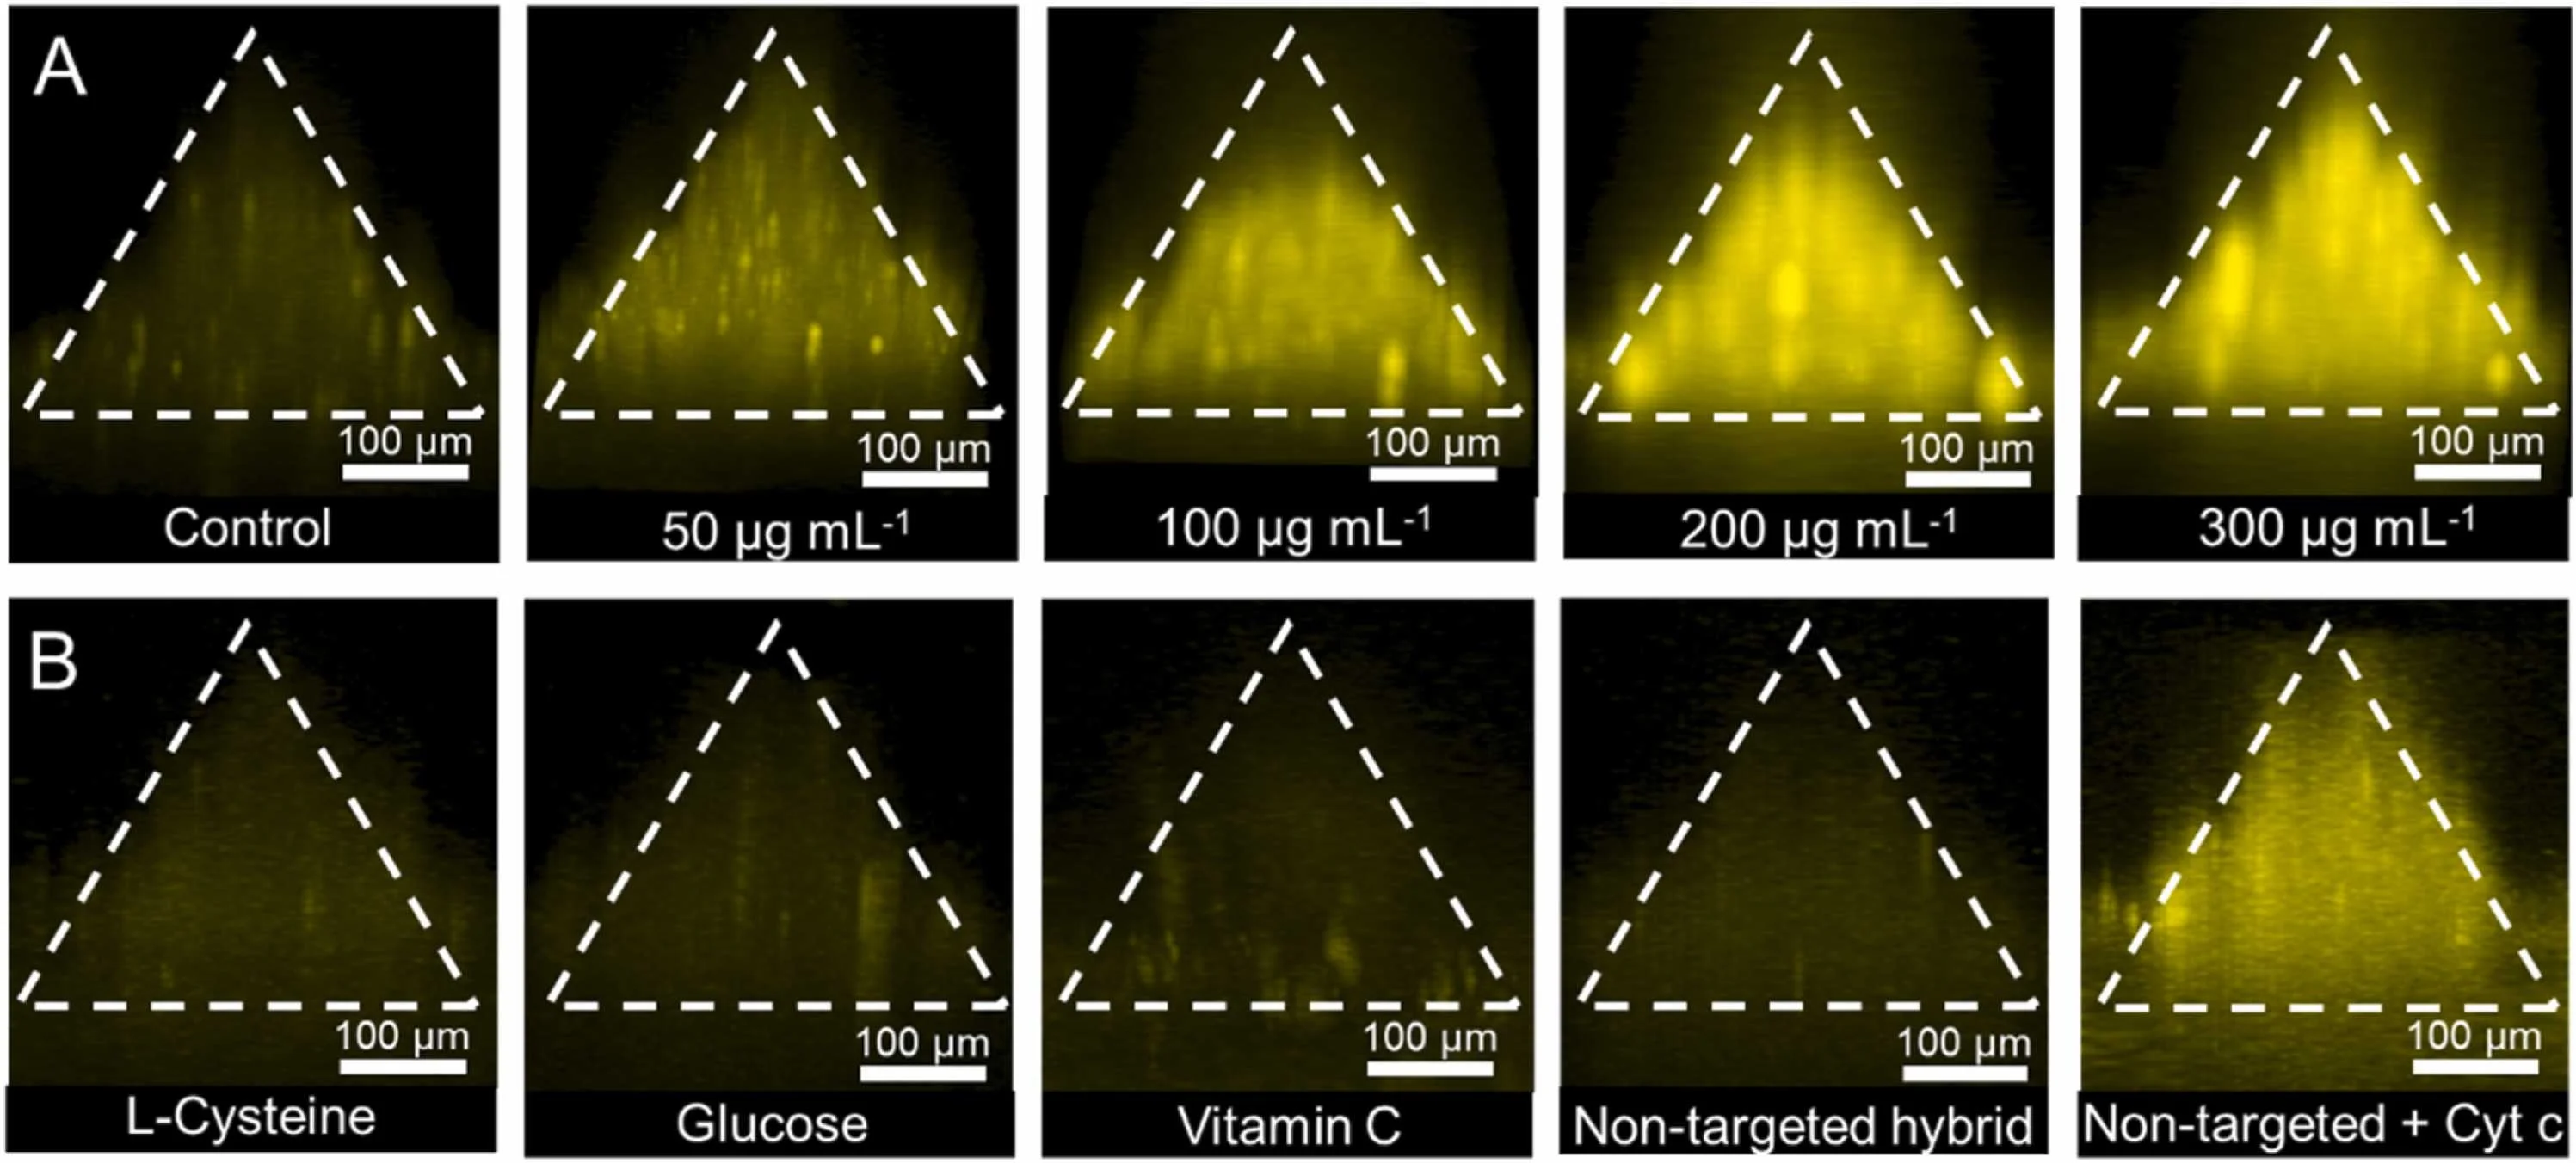 A
100 µm
Control
100 µm
50 µg mL⁻¹
100 µm
100 µg mL⁻¹
100 µm
200 µg mL⁻¹
100 µm
300 µg mL⁻¹
B
100 µm
L-Cysteine
100 µm
Glucose
100 µm
Vitamin C
100 µm
Non-targeted hybrid
100 µm
Non-targeted + Cyt c